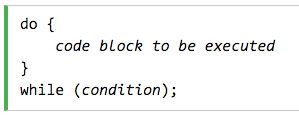 do {
    code block to be executed
}
while (condition);